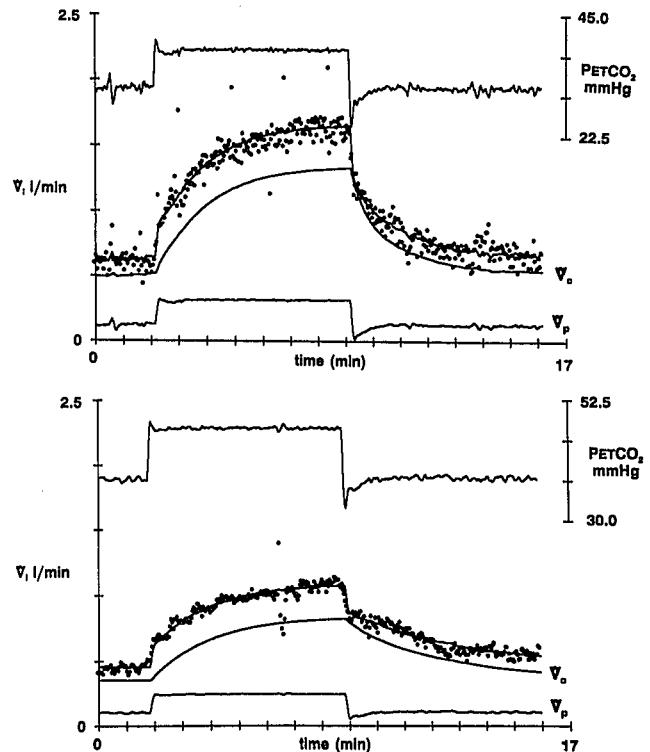 2.5
45.0
PETCO₂
mmHg
22.5
V̇ᵢ l/min
V̇c
V̇p
0
0
17
time (min)
2.5
52.5
PETCO₂
mmHg
30.0
V̇ᵢ l/min
V̇c
V̇p
0
0
17
time (min)